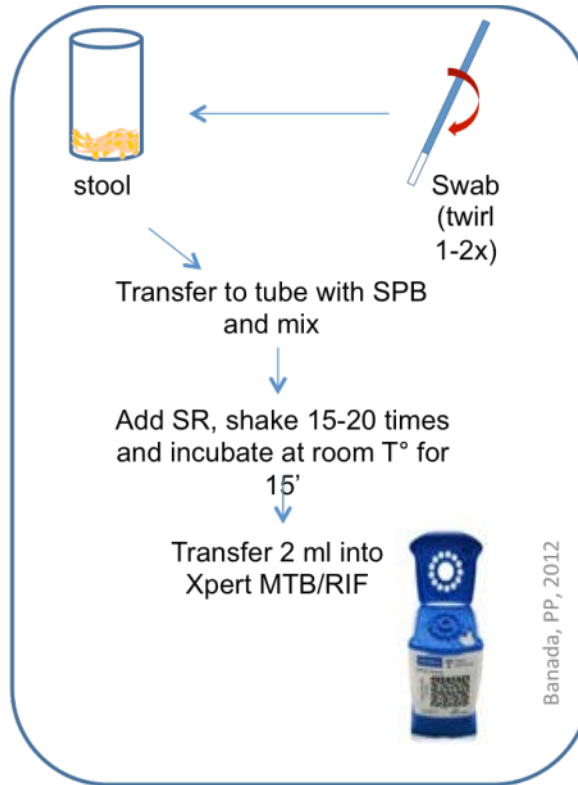 stool
Swab
(twirl
1-2x)
Transfer to tube with SPB
and mix
Add SR, shake 15-20 times
and incubate at room T° for
15'
Transfer 2 ml into
Xpert MTB/RIF
Banada, PP, 2012